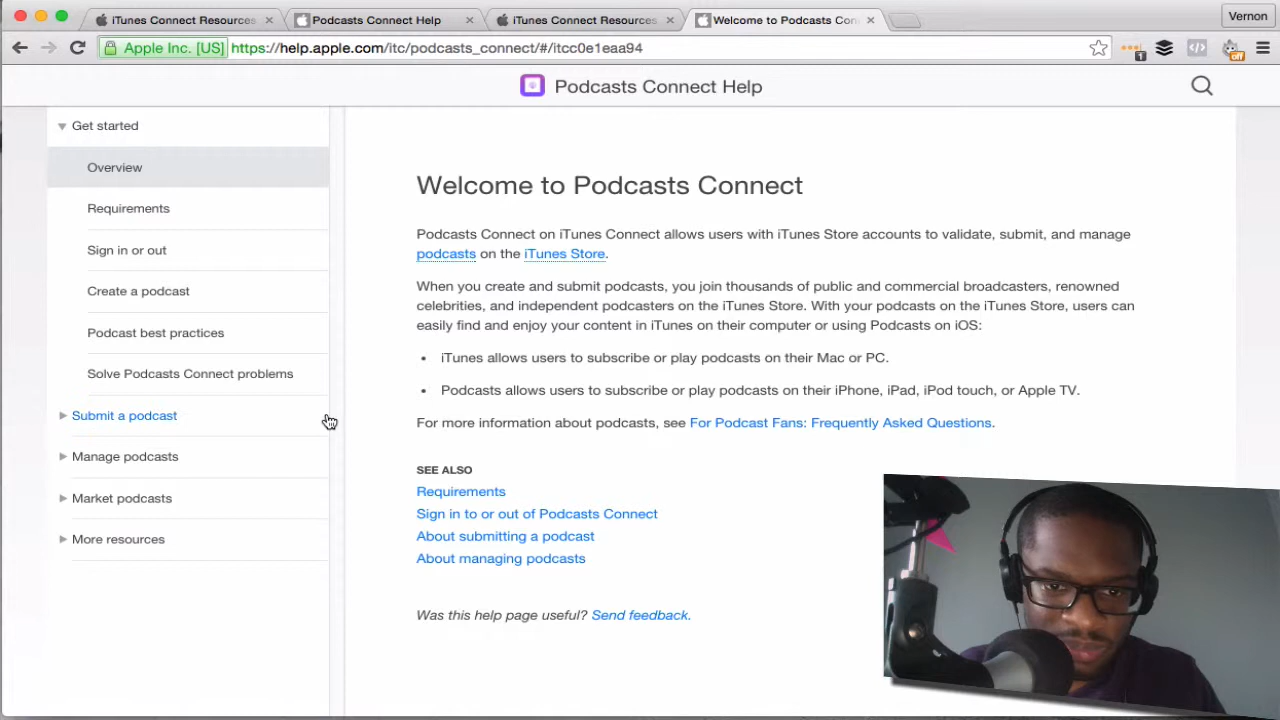 iTunes Connect Resources
Podcasts Connect Help
iTunes Connect Resources
Welcome to Podcasts Con
Vernon
Apple Inc. [US]
https://help.apple.com/itc/podcasts_connect/#/itcc0e1eaa94
1
off
Podcasts Connect Help
Get started
Overview
Requirements
Sign in or out
Create a podcast
Podcast best practices
Solve Podcasts Connect problems
Submit a podcast
Manage podcasts
Market podcasts
More resources
Welcome to Podcasts Connect
Podcasts Connect on iTunes Connect allows users with iTunes Store accounts to validate, submit, and manage
podcasts on the iTunes Store.
When you create and submit podcasts, you join thousands of public and commercial broadcasters, renowned
celebrities, and independent podcasters on the iTunes Store. With your podcasts on the iTunes Store, users can
easily find and enjoy your content in iTunes on their computer or using Podcasts on iOS:
• iTunes allows users to subscribe or play podcasts on their Mac or PC.
• Podcasts allows users to subscribe or play podcasts on their iPhone, iPad, iPod touch, or Apple TV.
For more information about podcasts, see For Podcast Fans: Frequently Asked Questions.
SEE ALSO
Requirements
Sign in to or out of Podcasts Connect
About submitting a podcast
About managing podcasts
Was this help page useful? Send feedback.